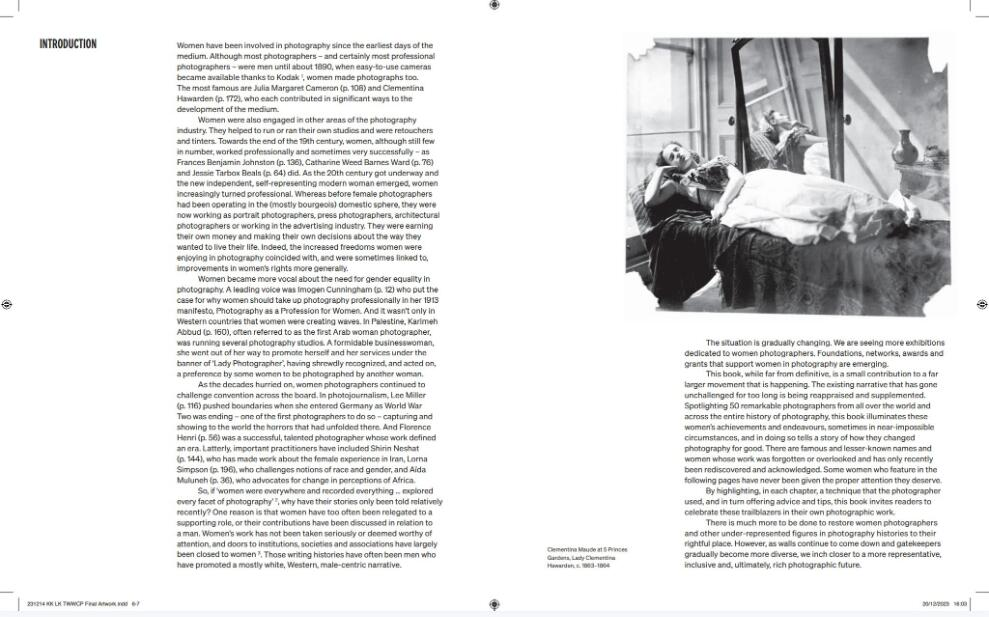 INTRODUCTION
Women have been involved in photography since the earliest days of the
medium. Although most photographers – and certainly most professional
photographers – were men until about 1890, when easy-to-use cameras
became available thanks to Kodak ¹, women made photographs too.
The most famous are Julia Margaret Cameron (p. 108) and Clementina
Hawarden (p. 172), who each contributed in significant ways to the
development of the medium.
Women were also engaged in other areas of the photography
industry. They helped to run or ran their own studios and were retouchers
and tinters. Towards the end of the 19th century, women, although still few
in number, worked professionally and sometimes very successfully – as
Frances Benjamin Johnston (p. 136), Catharine Weed Barnes Ward (p. 76)
and Jessie Tarbox Beals (p. 64) did. As the 20th century got underway and
the new independent, self-representing modern woman emerged, women
increasingly turned professional. Whereas before female photographers
had been operating in the (mostly bourgeois) domestic sphere, they were
now working as portrait photographers, press photographers, architectural
photographers or working in the advertising industry. They were earning
their own money and making their own decisions about the way they
wanted to live their life. Indeed, the increased freedoms women were
enjoying in photography coincided with, and were sometimes linked to,
improvements in women's rights more generally.
Women became more vocal about the need for gender equality in
photography. A leading voice was Imogen Cunningham (p. 12) who put the
case for why women should take up photography professionally in her 1913
manifesto, Photography as a Profession for Women. And it wasn't only in
Western countries that women were creating waves. In Palestine, Karimeh
Abbud (p. 160), often referred to as the first Arab woman photographer,
was running several photography studios. A formidable businesswoman,
she went out of her way to promote herself and her services under the
banner of 'Lady Photographer', having shrewdly recognized, and acted on,
a preference by some women to be photographed by another woman.
As the decades hurried on, women photographers continued to
challenge convention across the board. In photojournalism, Lee Miller
(p. 116) pushed boundaries when she entered Germany as World War
Two was ending – one of the first photographers to do so – capturing and
showing to the world the horrors that had unfolded there. And Florence
Henri (p. 56) was a successful, talented photographer whose work defined
an era. Latterly, important practitioners have included Shirin Neshat
(p. 144), who has made work about the female experience in Iran, Lorna
Simpson (p. 196), who challenges notions of race and gender, and Aïda
Muluneh (p. 36), who advocates for change in perceptions of Africa.
So, if 'women were everywhere and recorded everything ... explored
every facet of photography' ², why have their stories only been told relatively
recently? One reason is that women have too often been relegated to a
supporting role, or their contributions have been discussed in relation to
a man. Women's work has not been taken seriously or deemed worthy of
attention, and doors to institutions, societies and associations have largely
been closed to women ³. Those writing histories have often been men who
have promoted a mostly white, Western, male-centric narrative.
Clementina Maude at 5 Princes
Gardens, Lady Clementina
Hawarden, c. 1863–1864
The situation is gradually changing. We are seeing more exhibitions
dedicated to women photographers. Foundations, networks, awards and
grants that support women in photography are emerging.
This book, while far from definitive, is a small contribution to a far
larger movement that is happening. The existing narrative that has gone
unchallenged for too long is being reappraised and supplemented.
Spotlighting 50 remarkable photographers from all over the world and
across the entire history of photography, this book illuminates these
women's achievements and endeavours, sometimes in near-impossible
circumstances, and in doing so tells a story of how they changed
photography for good. There are famous and lesser-known names and
women whose work was forgotten or overlooked and has only recently
been rediscovered and acknowledged. Some women who feature in the
following pages have never been given the proper attention they deserve.
By highlighting, in each chapter, a technique that the photographer
used, and in turn offering advice and tips, this book invites readers to
celebrate these trailblazers in their own photographic work.
There is much more to be done to restore women photographers
and other under-represented figures in photography histories to their
rightful place. However, as walls continue to come down and gatekeepers
gradually become more diverse, we inch closer to a more representative,
inclusive and, ultimately, rich photographic future.
231214 KK LK TWWCP Final Artwork.indd 6-7
20/12/2023 16:03